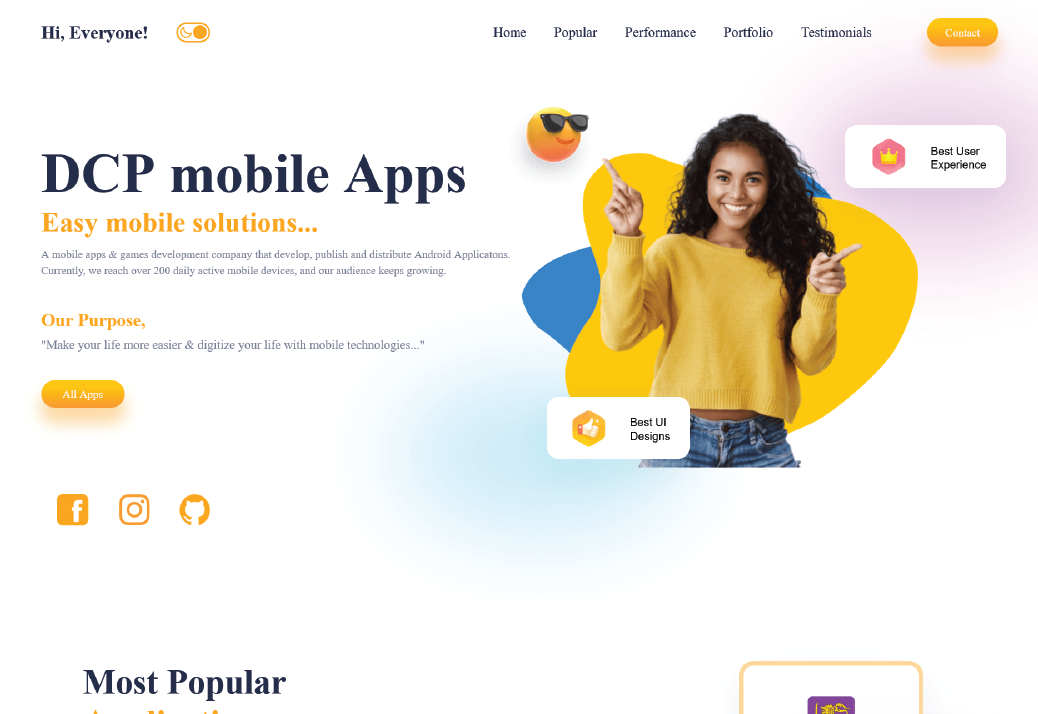 Hi, Everyone!
Home Popular Performance Portfolio Testimonials Contact
Best User
Experience
DCP mobile Apps
Easy mobile solutions...
A mobile apps & games development company that develop, publish and distribute Android Applicatons.
Currently, we reach over 200 daily active mobile devices, and our audience keeps growing.
Our Purpose,
"Make your life more easier & digitize your life with mobile technologies..."
All Apps
Best UI
Designs
Most Popular